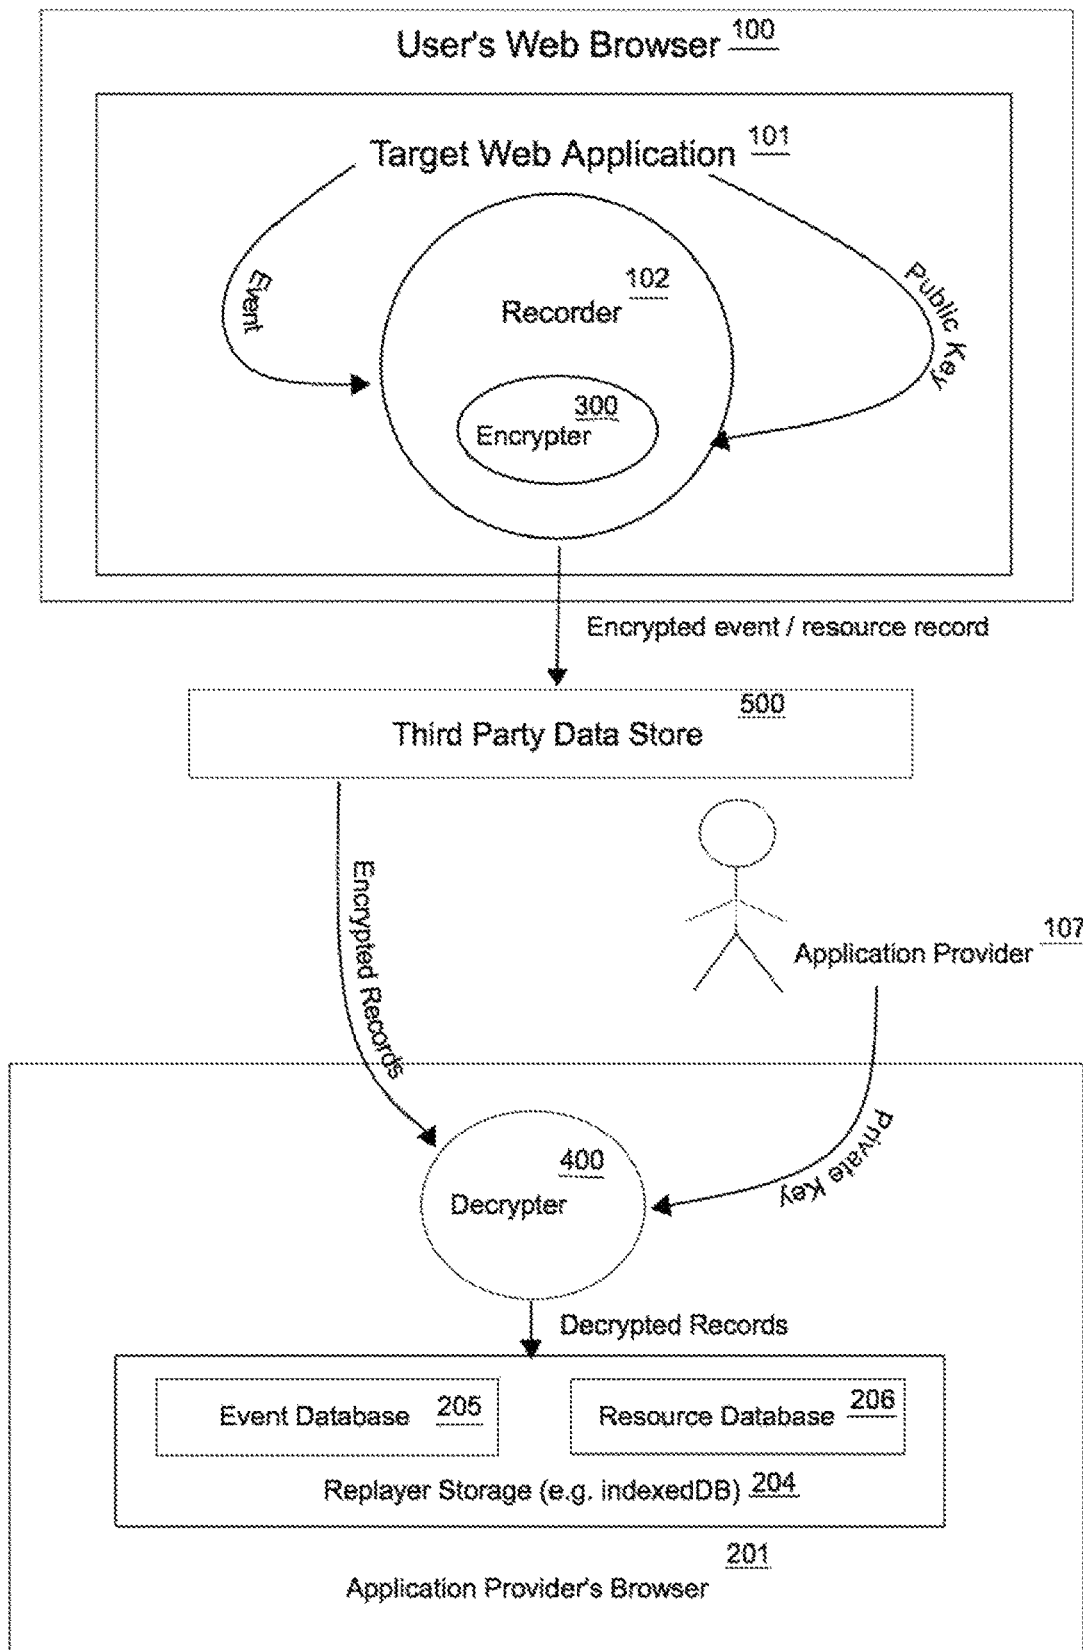 User's Web Browser 100
Target Web Application 101
Event
Public Key
102
Recorder
300
Encrypter
Encrypted event / resource record
500
Third Party Data Store
Encrypted Records
107
Application Provider
Private Key
400
Decrypter
Decrypted Records
Event Database 205
Resource Database 206
Replayer Storage (e.g. indexedDB) 204
201
Application Provider's Browser